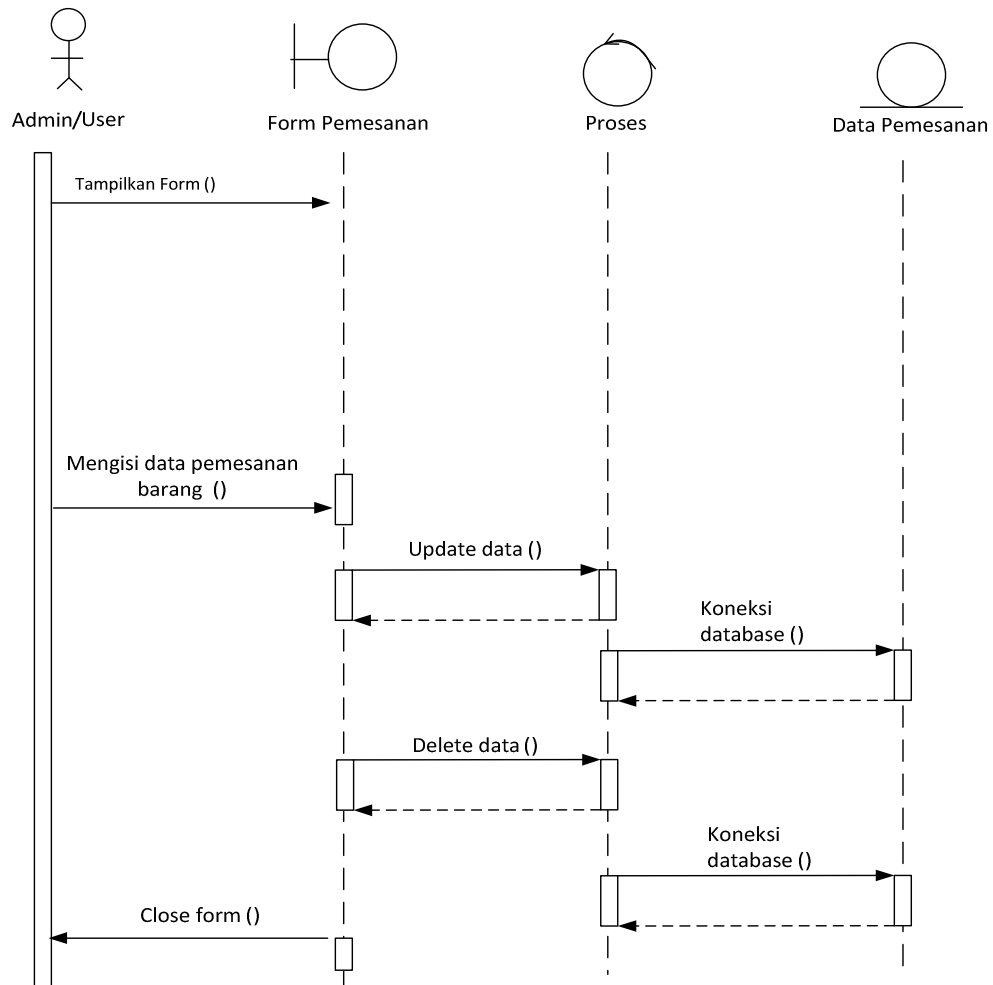 Admin/User
Form Pemesanan
Proses
Data Pemesanan
Tampilkan Form ()
Mengisi data pemesanan
barang ()
Update data ()
Koneksi
database ()
Delete data ()
Koneksi
database ()
Close form ()